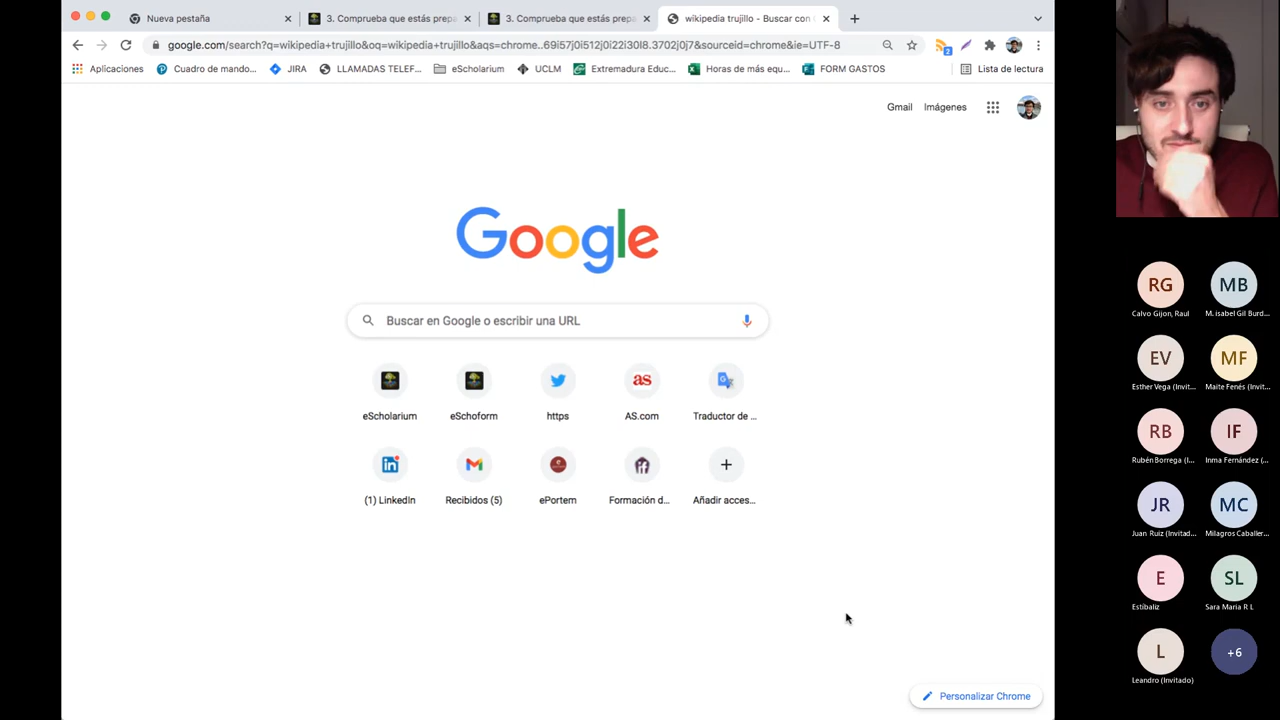 Nueva pestaña
3. Comprueba que estás prepa
3. Comprueba que estás prepa
wikipedia trujillo - Buscar con
google.com/search?q=wikipedia+trujillo&oq=wikipedia+trujillo&aqs=chrome..69i57j0i512j0i22i30l8.3702j0j7&sourceid=chrome&ie=UTF-8
2
Aplicaciones
Cuadro de mando...
JIRA
LLAMADAS TELEF...
eScholarium
UCLM
Extremadura Educ...
Horas de más equ...
FORM GASTOS
Lista de lectura
Gmail
Imágenes
Google
Buscar en Google o escribir una URL
as
eScholarium
eSchoform
https
AS.com
Traductor de ...
(1) LinkedIn
Recibidos (5)
ePortem
Formación d...
Añadir acces...
Personalizar Chrome
RG
MB
Calvo Gijon, Raul
M. isabel Gil Burd...
EV
MF
Esther Vega (Invit...
Maite Fenés (Invit...
RB
IF
Rubén Borrega (I...
Inma Fernández (...
JR
MC
Juan Ruiz (Invitad...
Milagros Caballer...
E
SL
Estíbaliz
Sara Maria R L
L
+6
Leandro (Invitado)